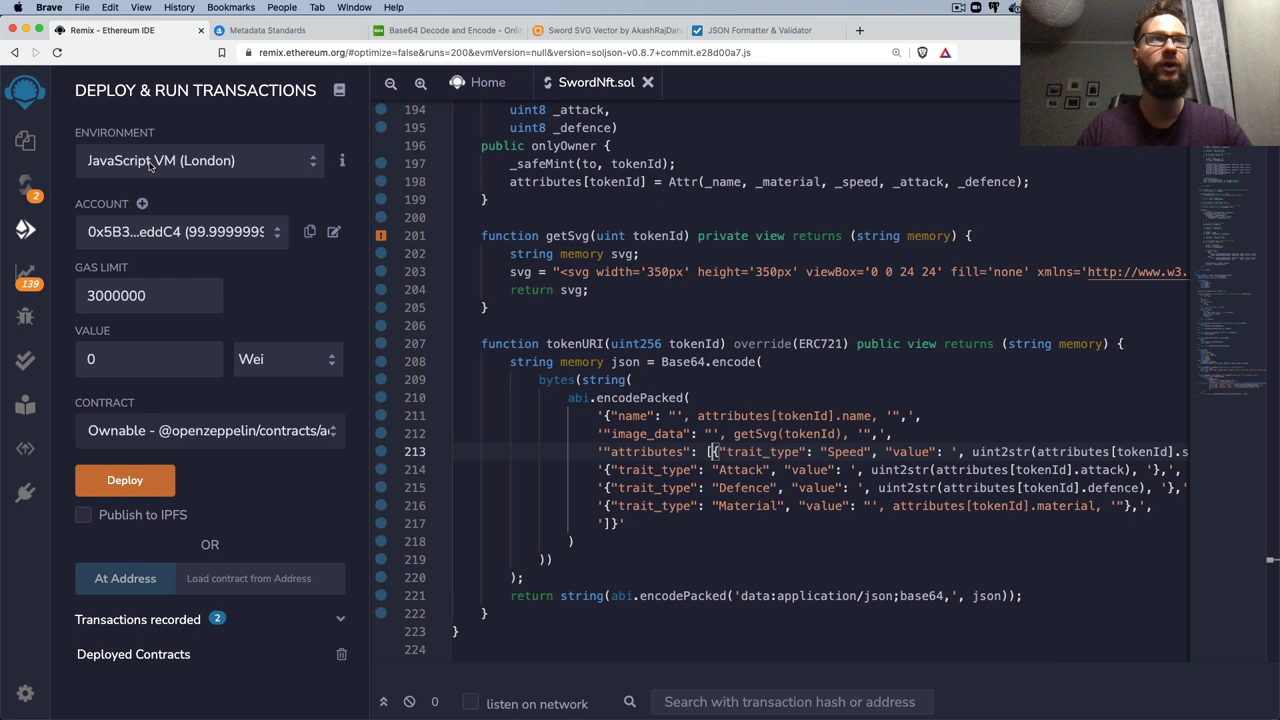 Brave File Edit View History Bookmarks People Tab Window Help
Remix - Ethereum IDE
Metadata Standards
Base64 Decode and Encode - Onlin
Sword SVG Vector by AkashRajDah
JSON Formatter & Validator
remix.ethereum.org/#optimize=false&runs=200&evmVersion=null&version=soljson-v0.8.7+commit.e28d00a7.js
DEPLOY & RUN TRANSACTIONS
Home
SwordNft.sol
ENVIRONMENT
JavaScript VM (London)
ACCOUNT
0x5B3...eddC4 (99.9999999
GAS LIMIT
3000000
VALUE
0
Wei
CONTRACT
Ownable - @openzeppelin/contracts/ac
Deploy
Publish to IPFS
OR
At Address
Load contract from Address
Transactions recorded 2
Deployed Contracts
2
139
194 uint8 _attack,
195 uint8 _defence)
196 public onlyOwner {
197 _safeMint(to, tokenId);
198 attributes[tokenId] = Attr(_name, _material, _speed, _attack, _defence);
199 }
200
201 function getSvg(uint tokenId) private view returns (string memory) {
202 string memory svg;
203 svg = "<svg width='350px' height='350px' viewBox='0 0 24 24' fill='none' xmlns='http://www.w3.
204 return svg;
205 }
206
207 function tokenURI(uint256 tokenId) override(ERC721) public view returns (string memory) {
208 string memory json = Base64.encode(
209 bytes(string(
210 abi.encodePacked(
211 '{"name": "', attributes[tokenId].name, '",',
212 '"image_data": "', getSvg(tokenId), '",',
213 '"attributes": [{"trait_type": "Speed", "value": ', uint2str(attributes[tokenId].s
214 '{"trait_type": "Attack", "value": ', uint2str(attributes[tokenId].attack), '},',
215 '{"trait_type": "Defence", "value": ', uint2str(attributes[tokenId].defence), '},'
216 '{"trait_type": "Material", "value": "', attributes[tokenId].material, '"},',
217 ']}'
218 )
219 ))
220 );
221 return string(abi.encodePacked('data:application/json;base64,', json));
222 }
223 }
224
0
listen on network
Search with transaction hash or address